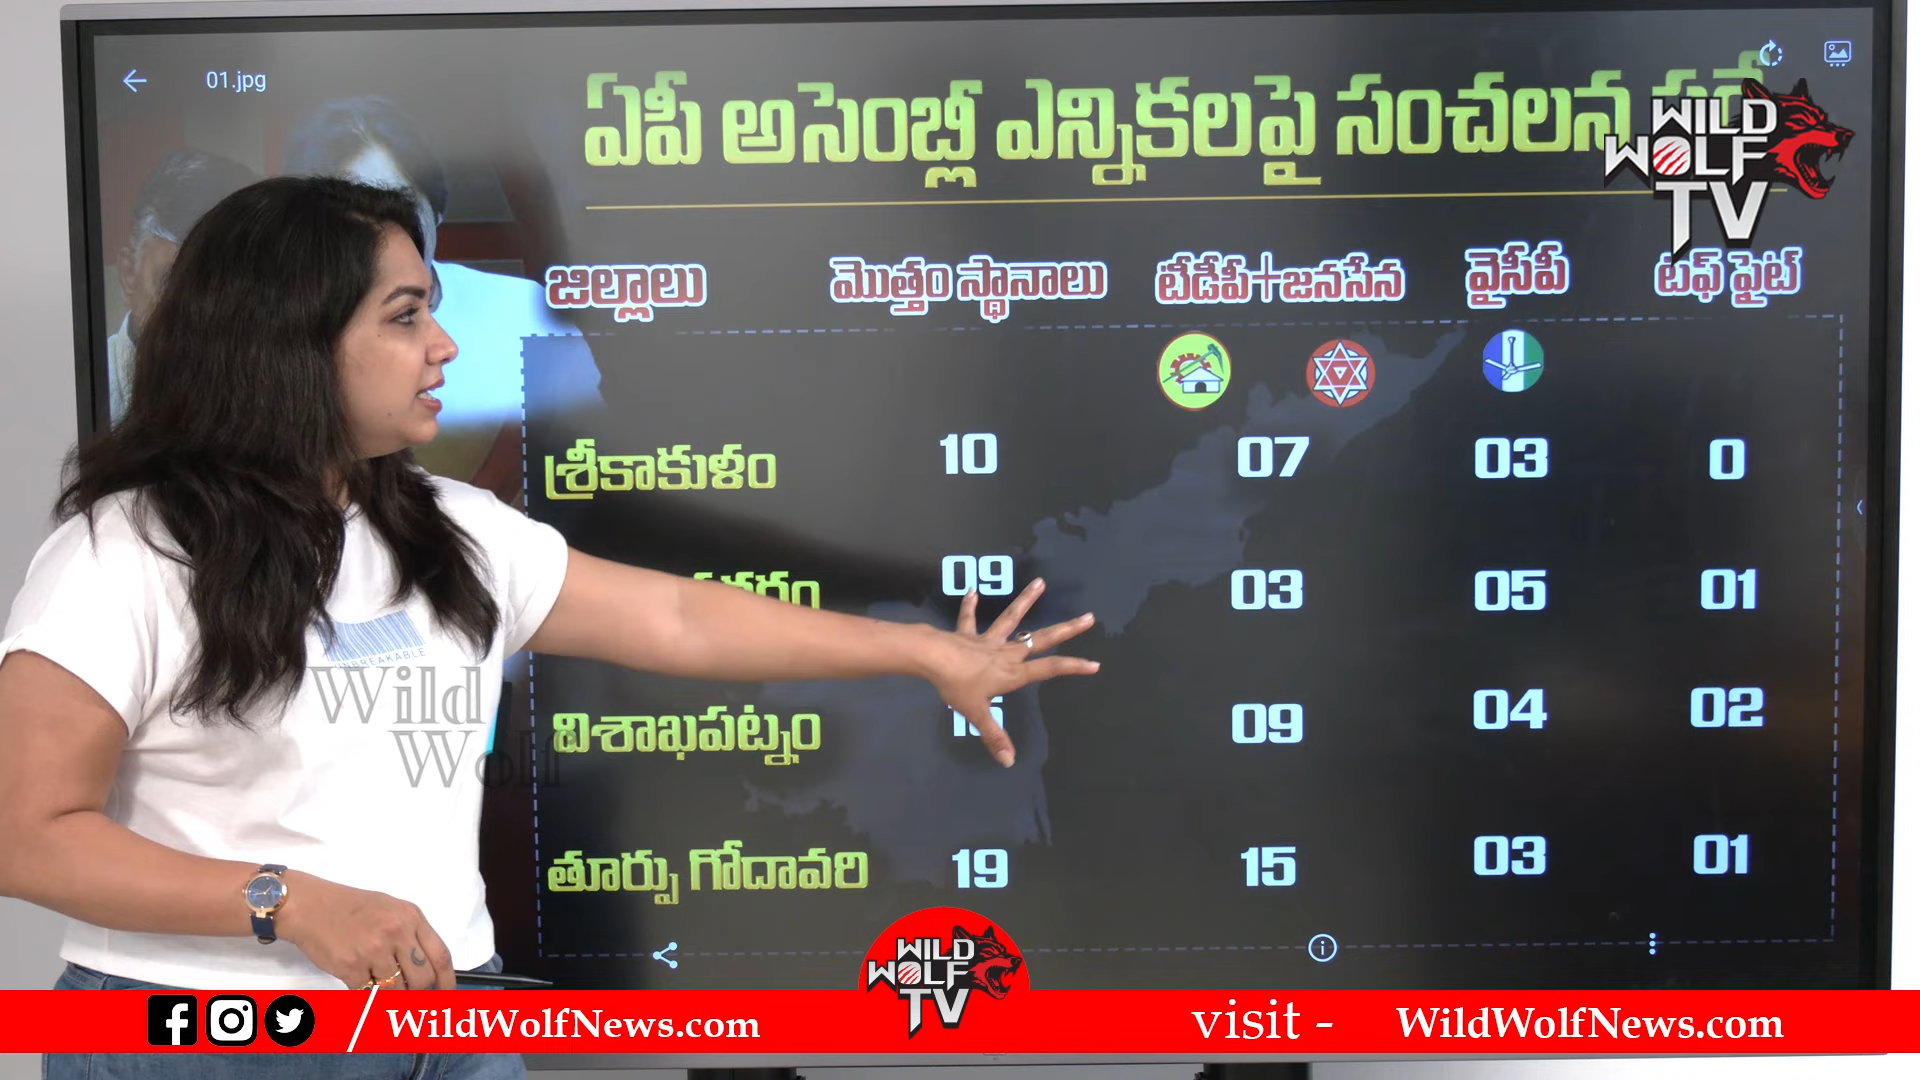 01.jpg
ఏపీ అసెంబ్లీ ఎన్నికలపై సంచలన
WILD
WOLF
TV
జిల్లాలు మొత్తం స్థానాలు టీడీపీ+జనసేన వైసీపీ టఫ్ ఫైట్
శ్రీకాకుళం 10 07 03 0
09 03 05 01
విశాఖపట్నం 09 04 02
తూర్పు గోదావరి 19 15 03 01
UNBREAKABLE
Wild
Wolf
WILD
WOLF
TV
/ WildWolfNews.com
visit - WildWolfNews.com